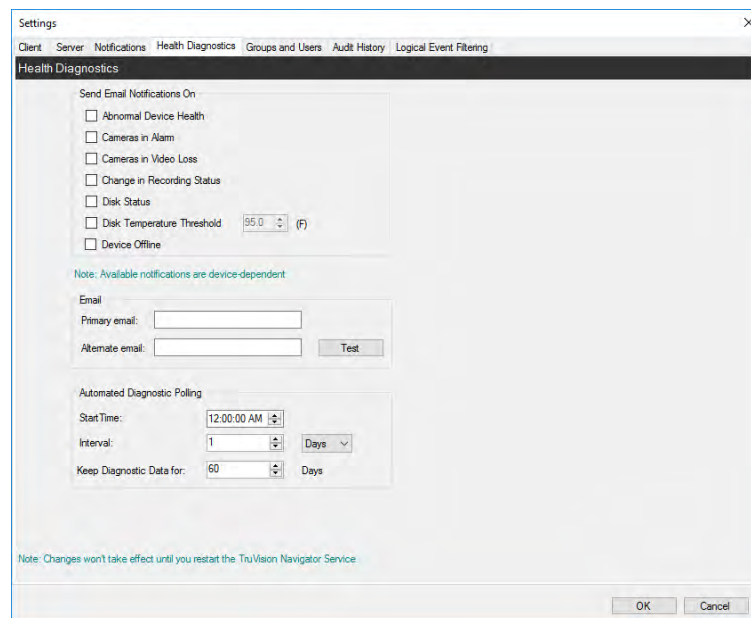 Settings
Client Server Notifications Health Diagnostics Groups and Users Audit History Logical Event Filtering
Health Diagnostics
Send Email Notifications On
Abnormal Device Health
Cameras in Alarm
Cameras in Video Loss
Change in Recording Status
Disk Status
Disk Temperature Threshold 95.0 (F)
Device Offline
Note: Available notifications are device-dependent
Email
Primary email:
Alternate email: Test
Automated Diagnostic Polling
Start Time: 12:00:00 AM
Interval: 1 Days
Keep Diagnostic Data for: 60 Days
Note: Changes won't take effect until you restart the TruVision Navigator Service
OK Cancel